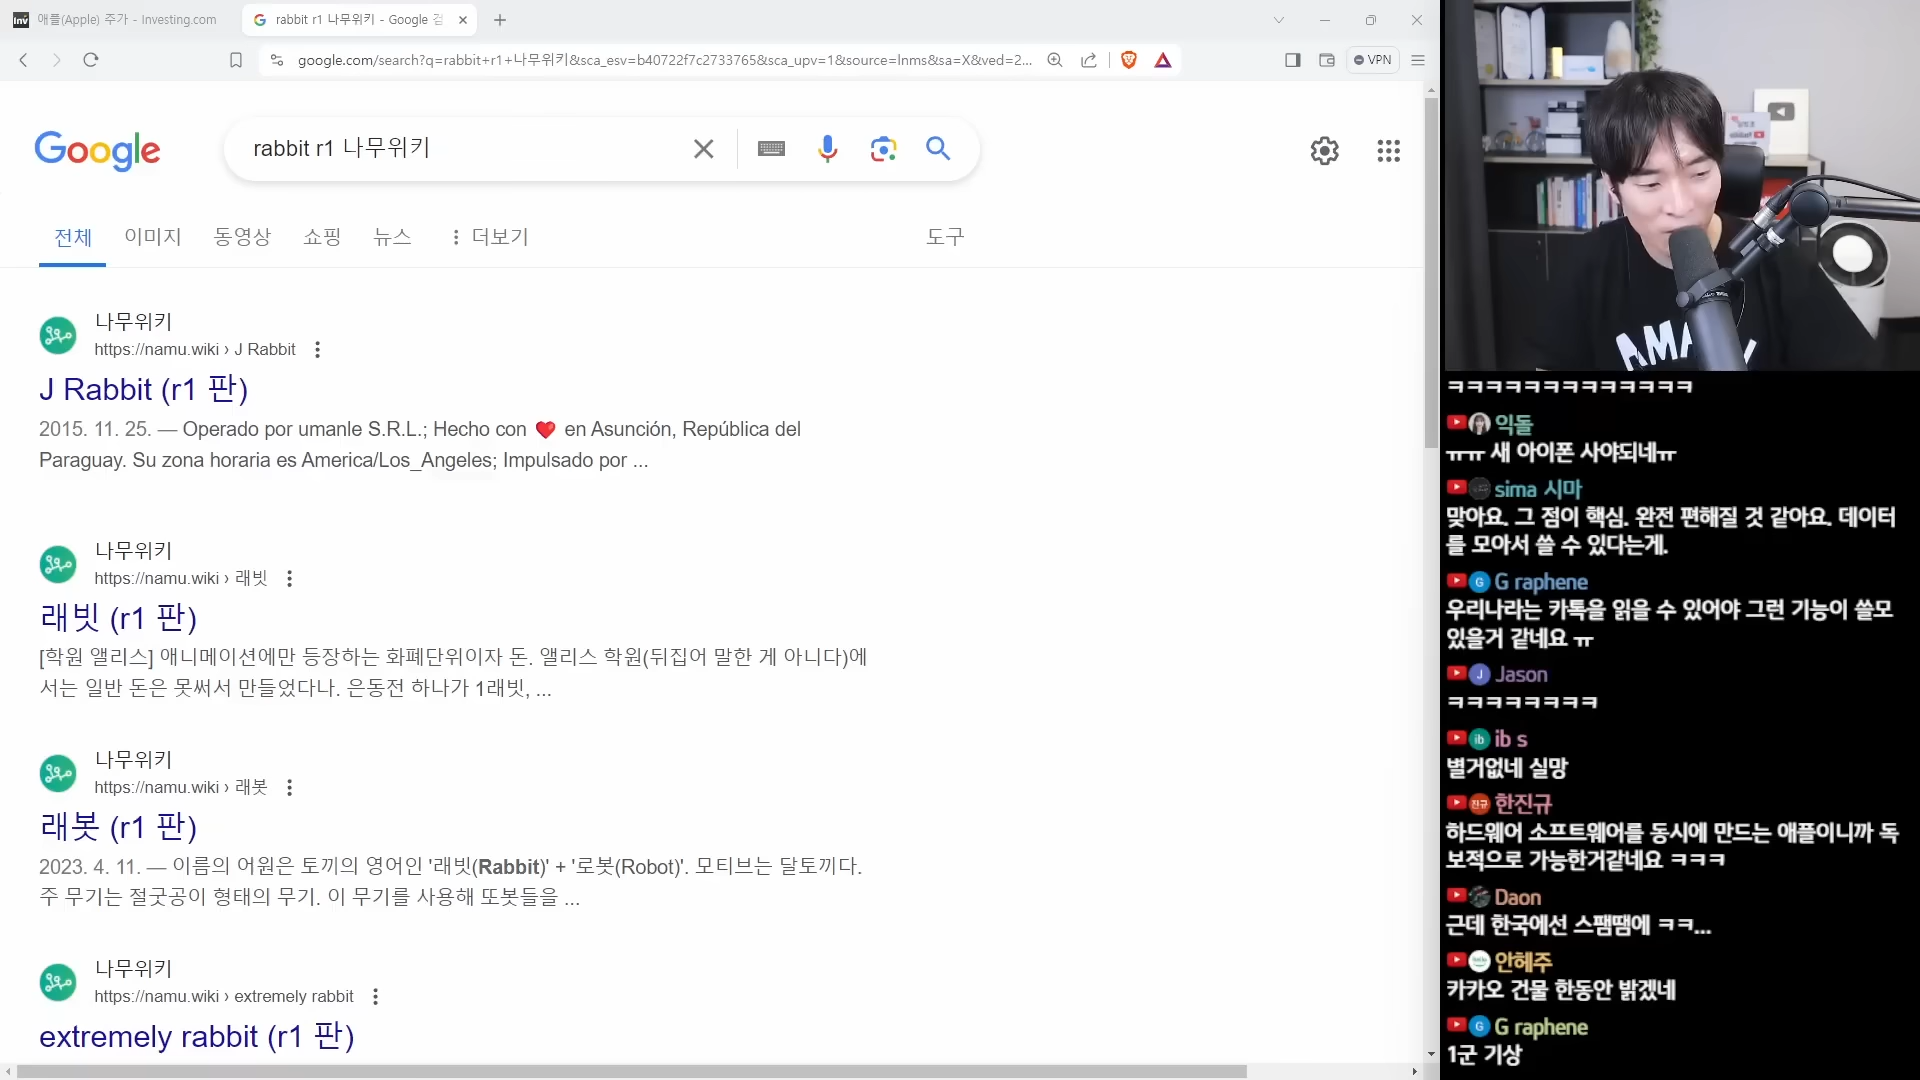 애플(Apple) 주가 - Investing.com
rabbit r1 나무위키 - Google 검
google.com/search?q=rabbit+r1+나무위키&sca_esv=b40722f7c2733765&sca_upv=1&source=lnms&sa=X&ved=2...
VPN
Google
rabbit r1 나무위키
전체
이미지
동영상
쇼핑
뉴스
더보기
도구
나무위키
https://namu.wiki › J Rabbit
J Rabbit (r1 판)
2015. 11. 25. — Operado por umanle S.R.L.; Hecho con ❤️ en Asunción, República del
Paraguay. Su zona horaria es America/Los_Angeles; Impulsado por ...
나무위키
https://namu.wiki › 래빗
래빗 (r1 판)
[학원 앨리스] 애니메이션에만 등장하는 화폐단위이자 돈. 앨리스 학원(뒤집어 말한 게 아니다)에
서는 일반 돈은 못써서 만들었다나. 은동전 하나가 1래빗, ...
나무위키
https://namu.wiki › 래봇
래봇 (r1 판)
2023. 4. 11. — 이름의 어원은 토끼의 영어인 '래빗(Rabbit)' + '로봇(Robot)'. 모티브는 달토끼다.
주 무기는 절굿공이 형태의 무기. 이 무기를 사용해 또봇들을 ...
나무위키
https://namu.wiki › extremely rabbit
extremely rabbit (r1 판)
ㅋㅋㅋㅋㅋㅋㅋㅋㅋㅋㅋㅋㅋ
익돌
ㅠㅠ 새 아이폰 사야되네ㅠ
sima 시마
맞아요. 그 점이 핵심. 완전 편해질 것 같아요. 데이터
를 모아서 쓸 수 있다는게.
G raphene
우리나라는 카톡을 읽을 수 있어야 그런 기능이 쓸모
있을거 같네요 ㅠ
Jason
ㅋㅋㅋㅋㅋㅋㅋㅋ
ib s
별거없네 실망
한진규
하드웨어 소프트웨어를 동시에 만드는 애플이니까 독
보적으로 가능한거같네요 ㅋㅋㅋ
Daon
근데 한국에선 스팸땜에 ㅋㅋ...
안혜주
카카오 건물 한동안 밝겠네
G raphene
1군 기상